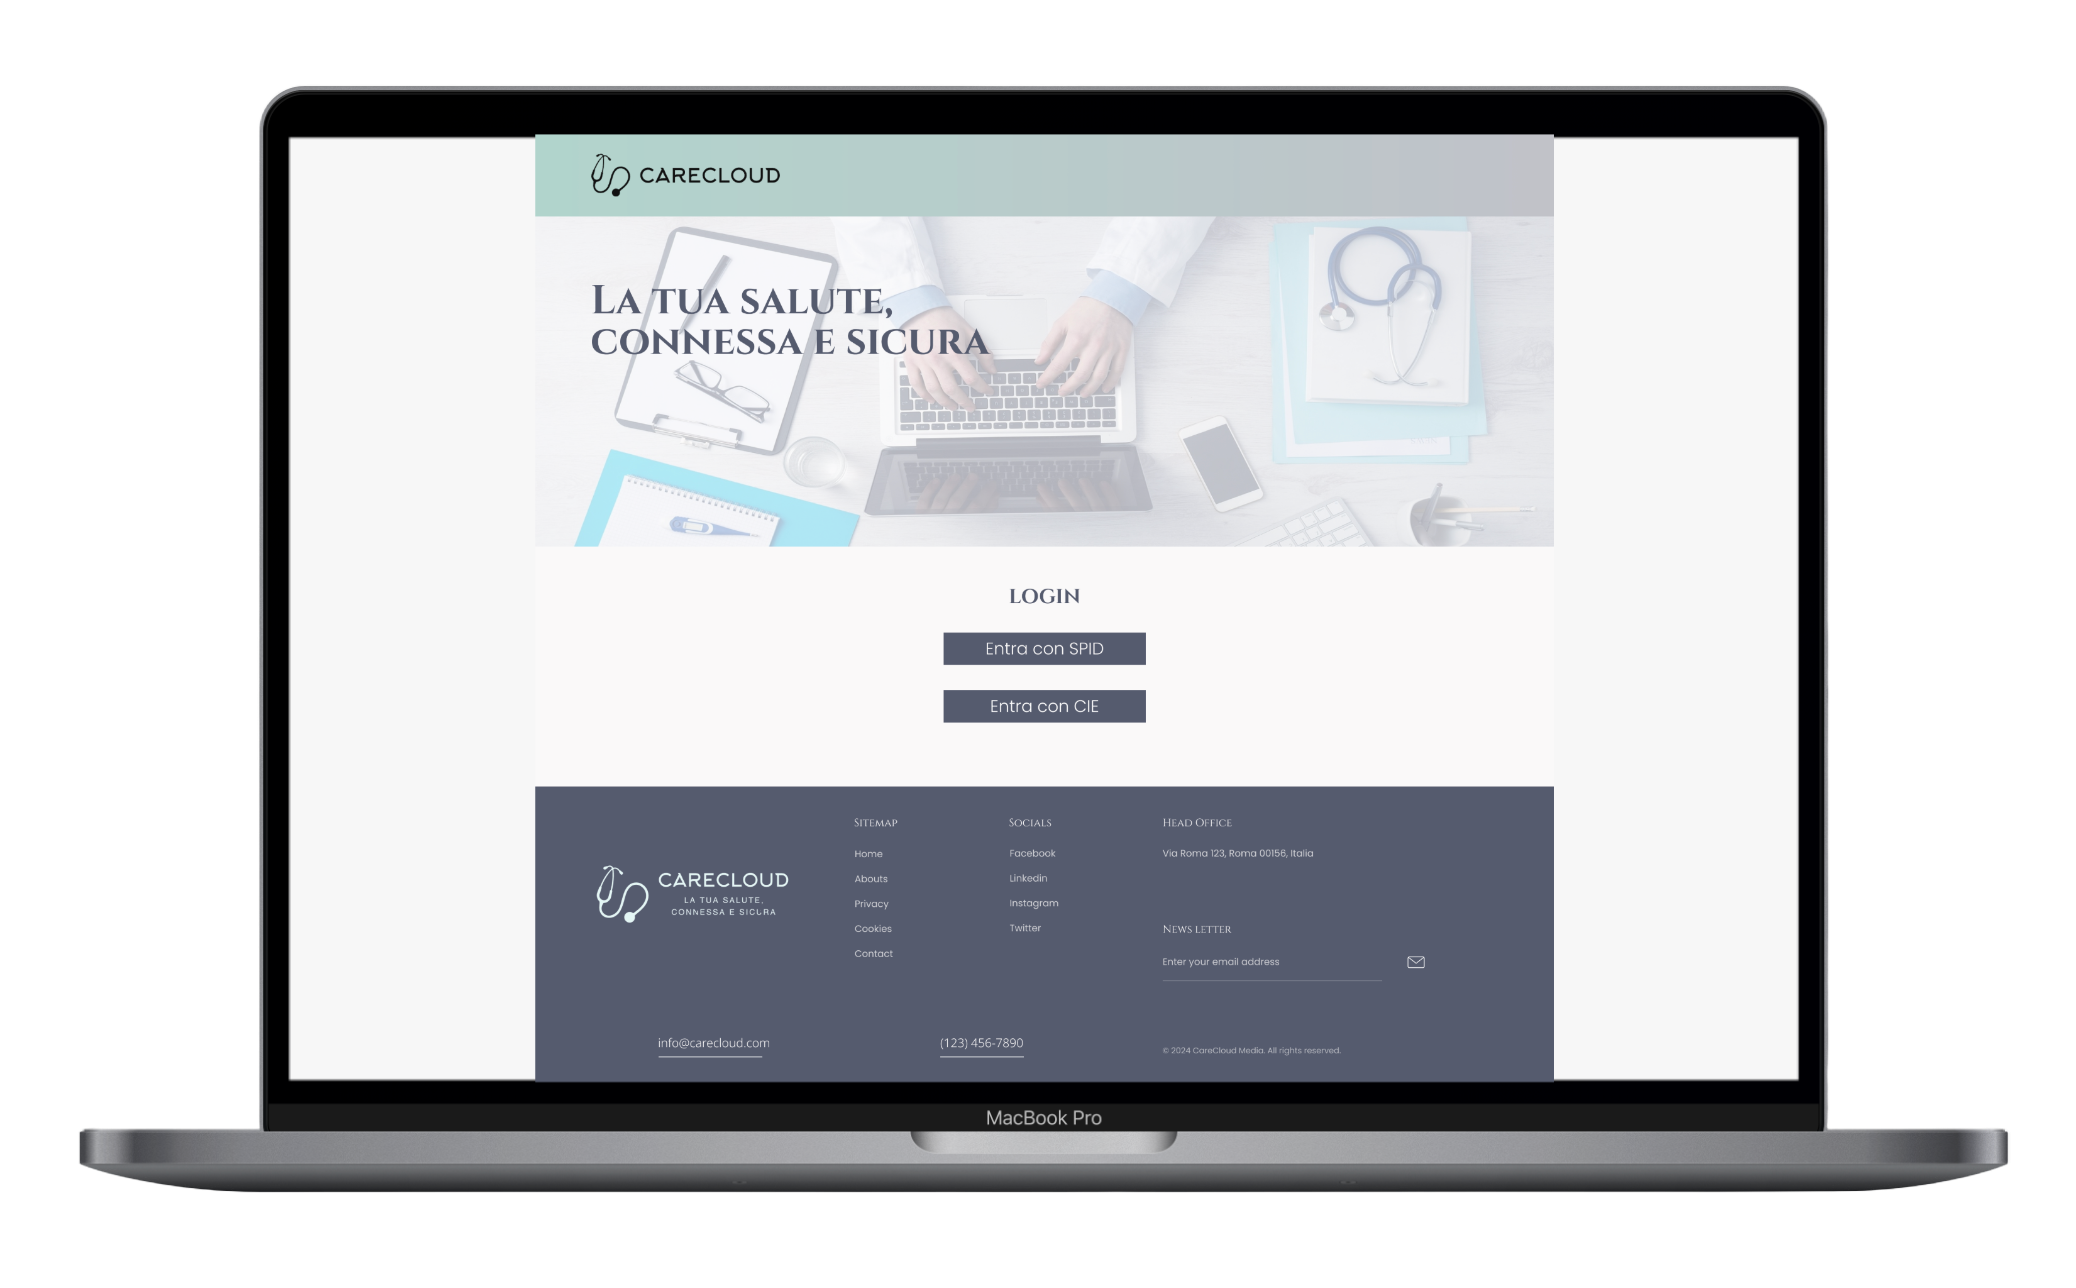 CARECLOUD
LA TUA SALUTE,
CONNESSA E SICURA
LOGIN
Entra con SPID
Entra con CIE
CARECLOUD
LA TUA SALUTE,
CONNESSA E SICURA
SITEMAP
Home
Abouts
Privacy
Cookies
Contact
SOCIALS
Facebook
Linkedin
Instagram
Twitter
HEAD OFFICE
Via Roma 123, Roma 00156, Italia
NEWS LETTER
Enter your email address
info@carecloud.com
(123) 456-7890
© 2024 CareCloud Media. All rights reserved.
MacBook Pro